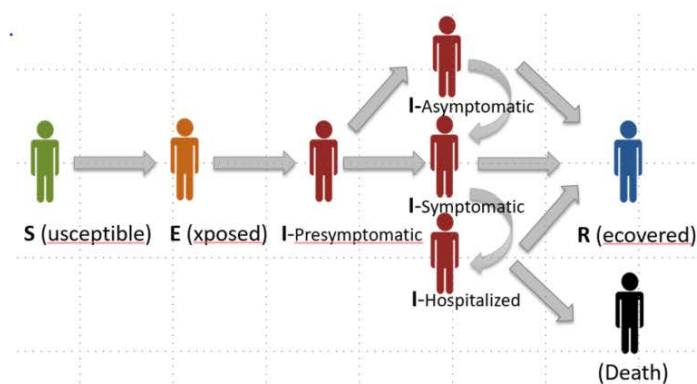 I-Asymptomatic
I-Symptomatic
S (usceptible)
E (xposed)
I-Presymptomatic
R (ecovered)
I-Hospitalized
(Death)